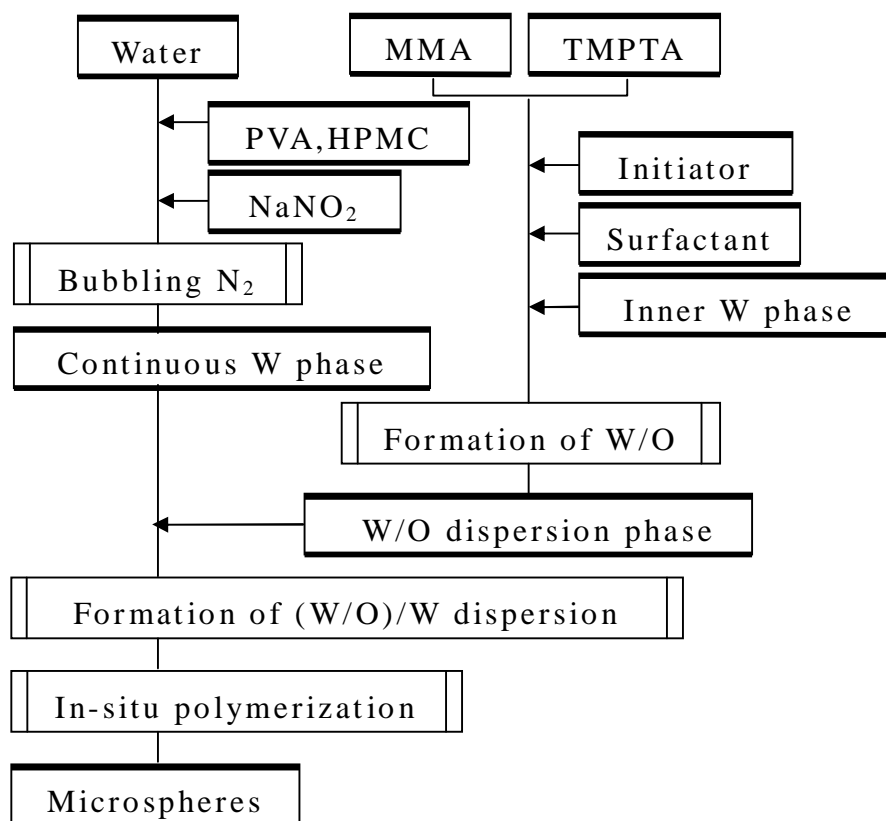 Water
MMA
TMPTA
PVA,HPMC
Initiator
NaNO₂
Surfactant
Bubbling N₂
Inner W phase
Continuous W phase
Formation of W/O
W/O dispersion phase
Formation of (W/O)/W dispersion
In-situ polymerization
Microspheres